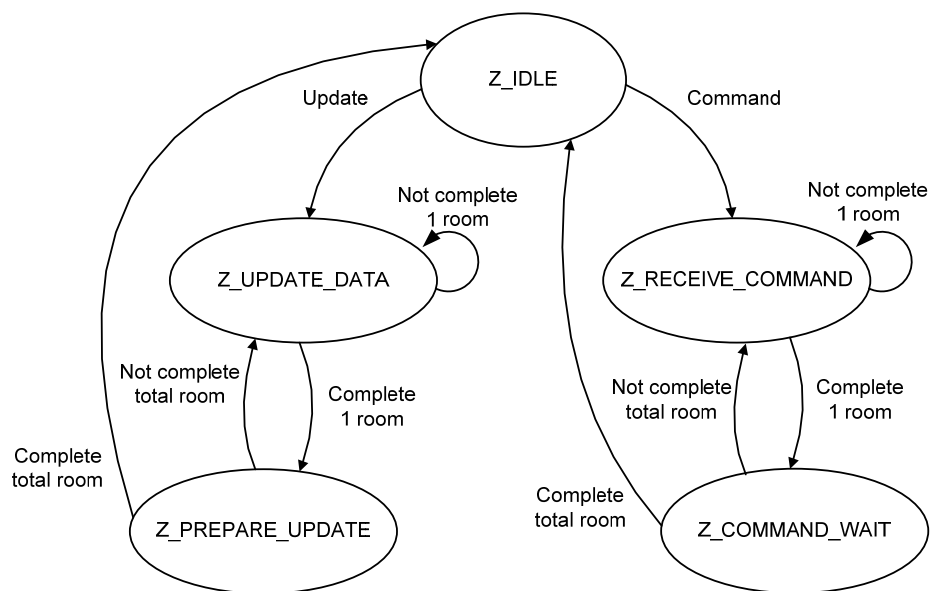 Z_IDLE
Update
Command
Not complete
1 room
Not complete
1 room
Z_UPDATE_DATA
Z_RECEIVE_COMMAND
Not complete
total room
Complete
1 room
Not complete
total room
Complete
1 room
Complete
total room
Complete
total room
Z_PREPARE_UPDATE
Z_COMMAND_WAIT